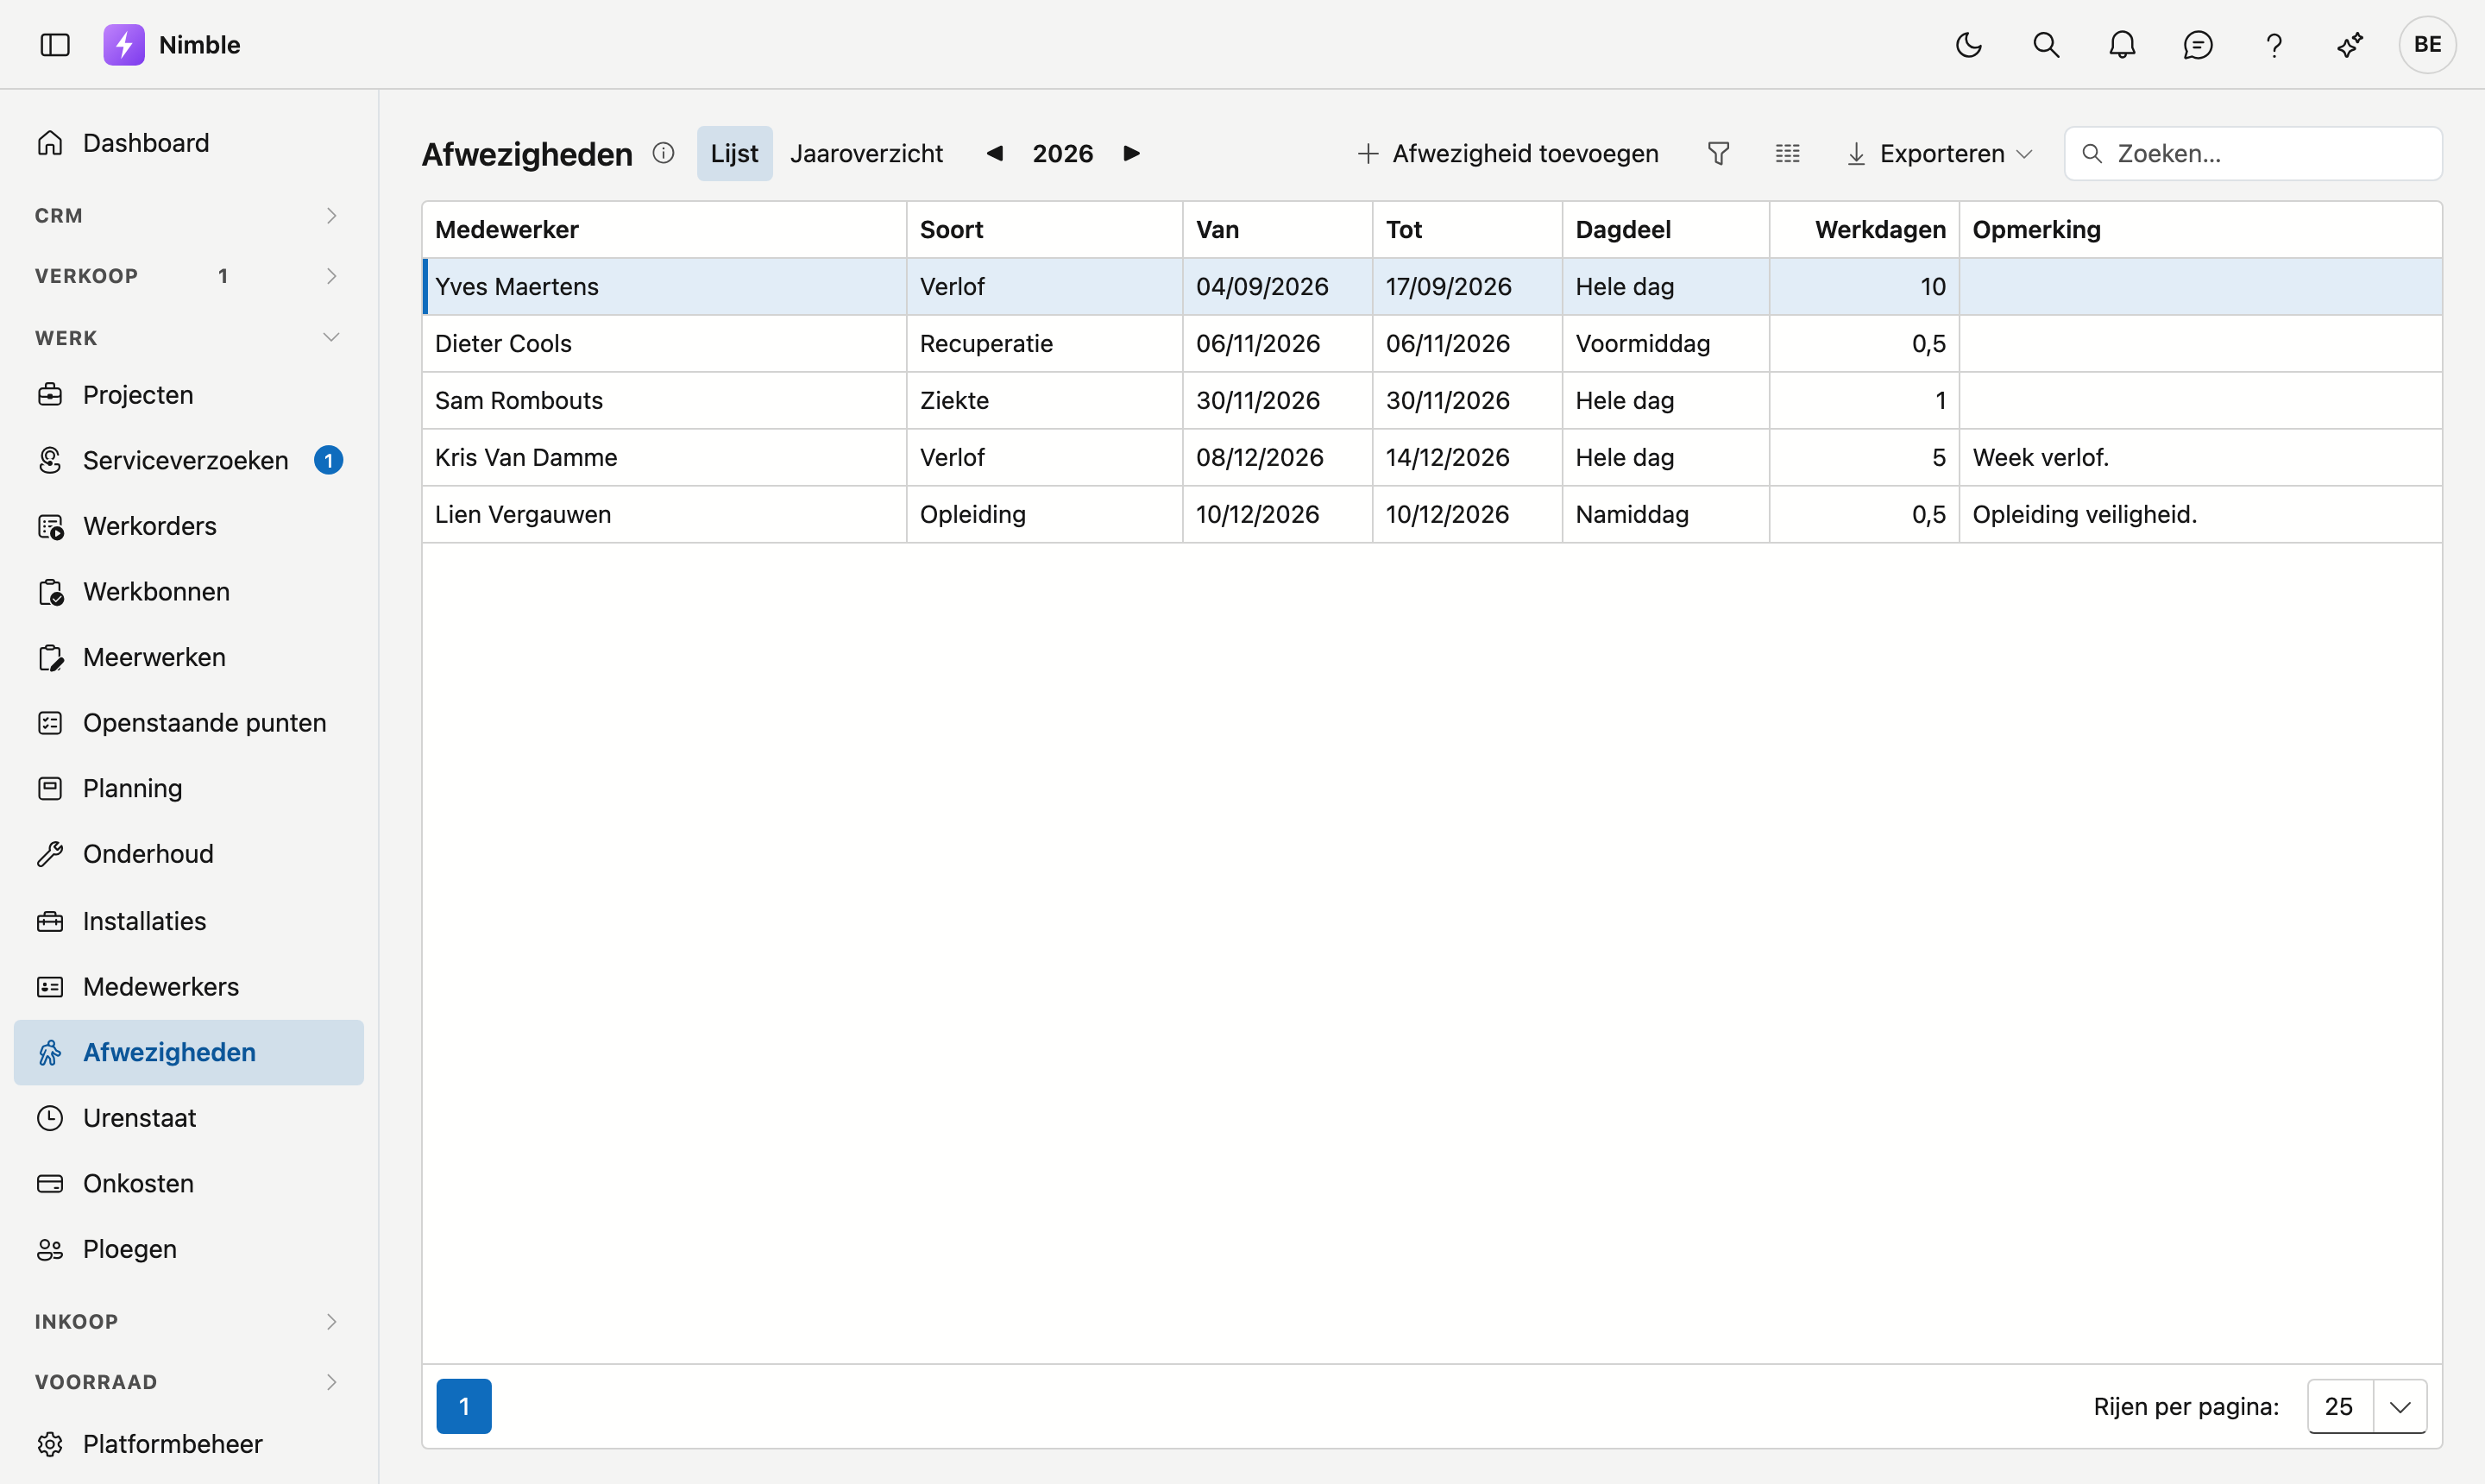 Nimble
BE
Dashboard
CRM
VERKOOP 1
WERK
Projecten
Serviceverzoeken 1
Werkorders
Werkbonnen
Meerwerken
Openstaande punten
Planning
Onderhoud
Installaties
Medewerkers
Afwezigheden
Urenstaat
Onkosten
Ploegen
INKOOP
VOORRAAD
Platformbeheer
Afwezigheden Lijst Jaaroverzicht 2026 Afwezigheid toevoegen Exporteren Zoeken...
Medewerker Soort Van Tot Dagdeel Werkdagen Opmerking
Yves Maertens Verlof 04/09/2026 17/09/2026 Hele dag 10
Dieter Cools Recuperatie 06/11/2026 06/11/2026 Voormiddag 0,5
Sam Rombouts Ziekte 30/11/2026 30/11/2026 Hele dag 1
Kris Van Damme Verlof 08/12/2026 14/12/2026 Hele dag 5 Week verlof.
Lien Vergauwen Opleiding 10/12/2026 10/12/2026 Namiddag 0,5 Opleiding veiligheid.
1 Rijen per pagina: 25